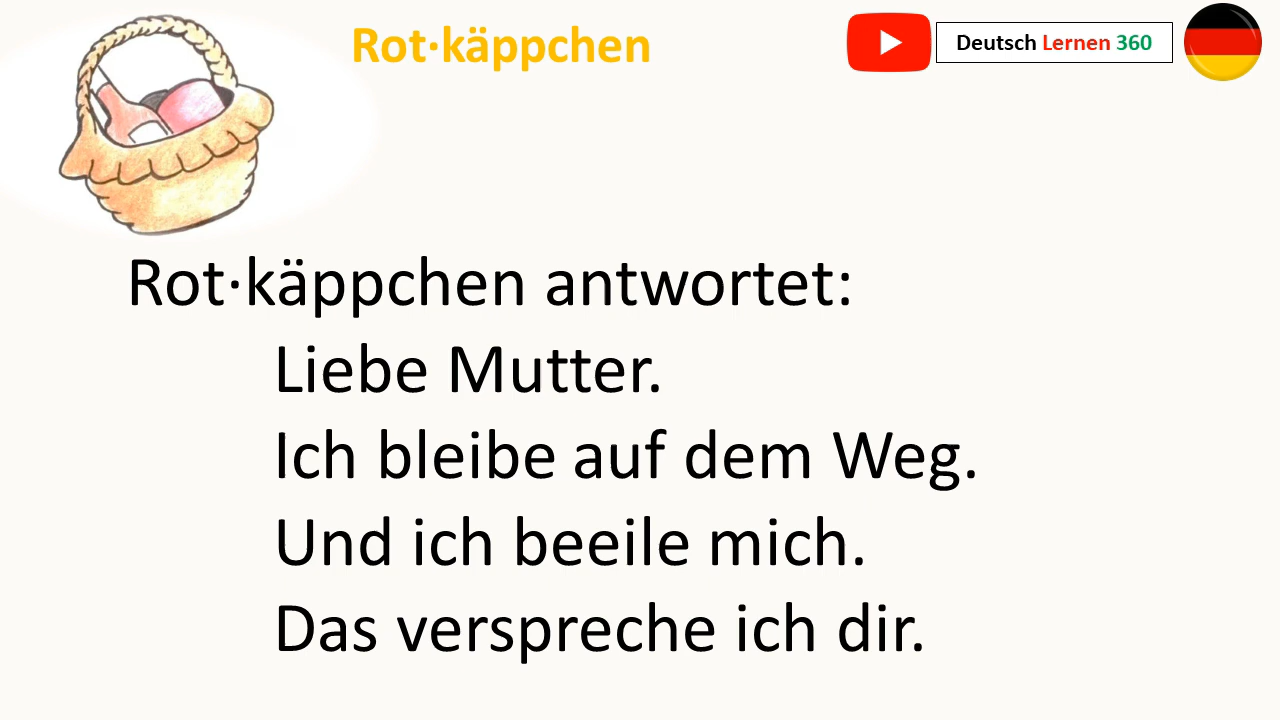 Rot·käppchen
Deutsch Lernen 360
Rot·käppchen antwortet:
Liebe Mutter.
Ich bleibe auf dem Weg.
Und ich beeile mich.
Das verspreche ich dir.